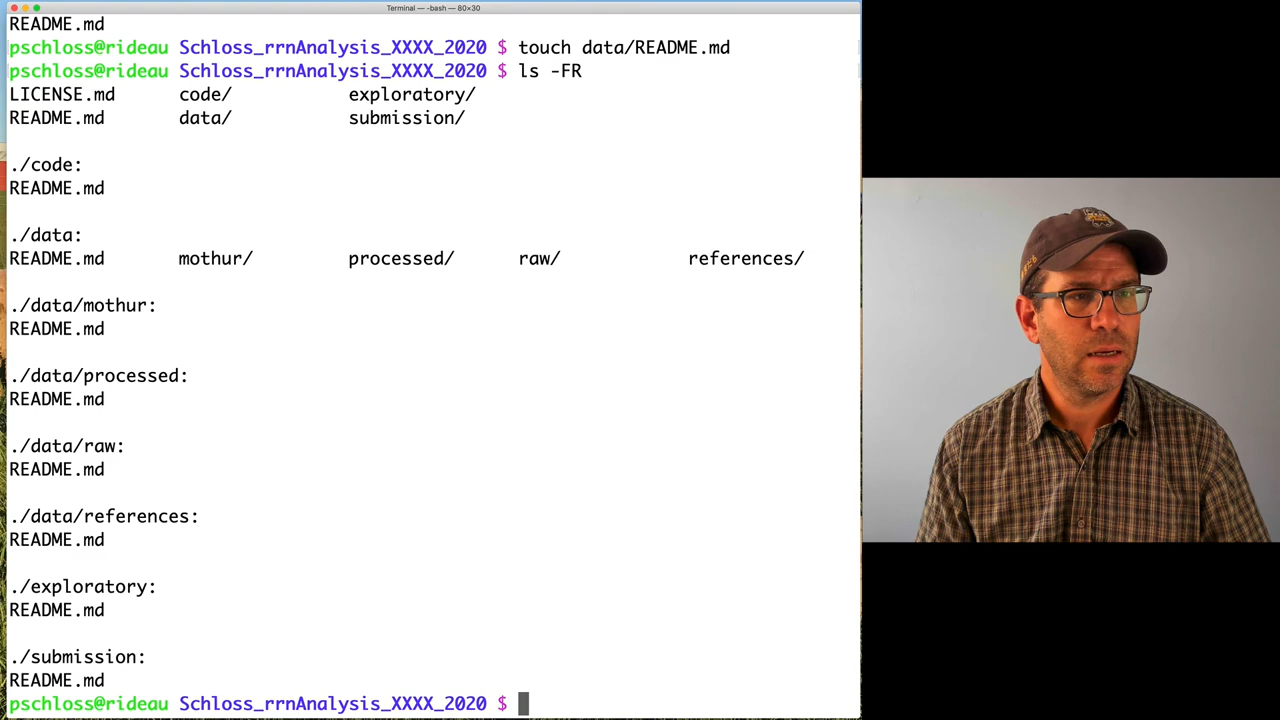 Terminal — -bash — 80×30
README.md
pschloss@rideau Schloss_rrnAnalysis_XXXX_2020 $ touch data/README.md
pschloss@rideau Schloss_rrnAnalysis_XXXX_2020 $ ls -FR
LICENSE.md code/ exploratory/
README.md data/ submission/
./code:
README.md
./data:
README.md mothur/ processed/ raw/ references/
./data/mothur:
README.md
./data/processed:
README.md
./data/raw:
README.md
./data/references:
README.md
./exploratory:
README.md
./submission:
README.md
pschloss@rideau Schloss_rrnAnalysis_XXXX_2020 $